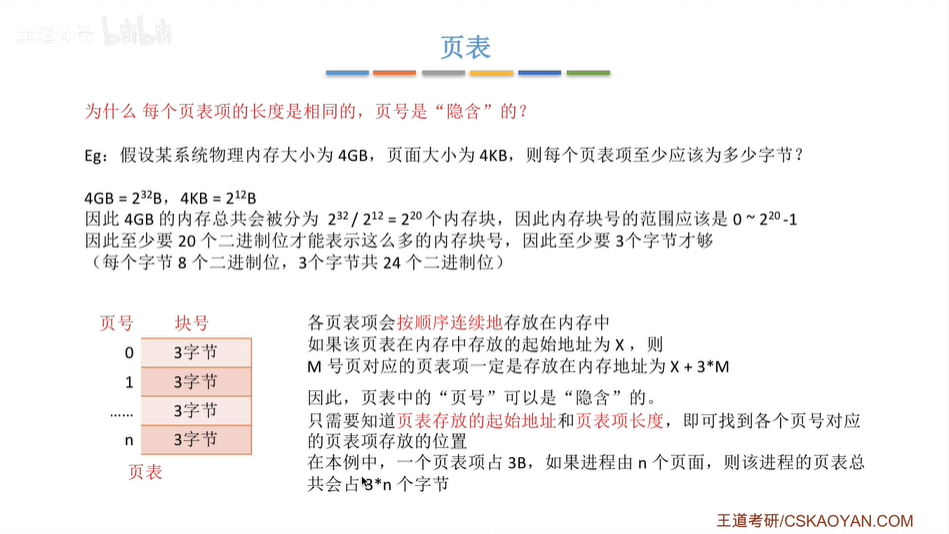 王道考研 bilibili
页表
为什么 每个页表项的长度是相同的，页号是“隐含”的？
Eg：假设某系统物理内存大小为 4GB，页面大小为 4KB，则每个页表项至少应该为多少字节？
4GB = 2³²B，4KB = 2¹²B
因此 4GB 的内存总共会被分为 2³² / 2¹² = 2²⁰ 个内存块，因此内存块号的范围应该是 0 ~ 2²⁰ -1
因此至少要 20 个二进制位才能表示这么多的内存块号，因此至少要 3个字节才够
（每个字节 8 个二进制位，3个字节共 24 个二进制位）
页号 块号
0 3字节
1 3字节
…… 3字节
n 3字节
页表
各页表项会按顺序连续地存放在内存中
如果该页表在内存中存放的起始地址为 X ，则
M 号页对应的页表项一定是存放在内存地址为 X + 3*M
因此，页表中的“页号”可以是“隐含”的。
只需要知道页表存放的起始地址和页表项长度，即可找到各个页号对应
的页表项存放的位置
在本例中，一个页表项占 3B，如果进程由 n 个页面，则该进程的页表总
共会占 3*n 个字节
王道考研/CSKAOYAN.COM